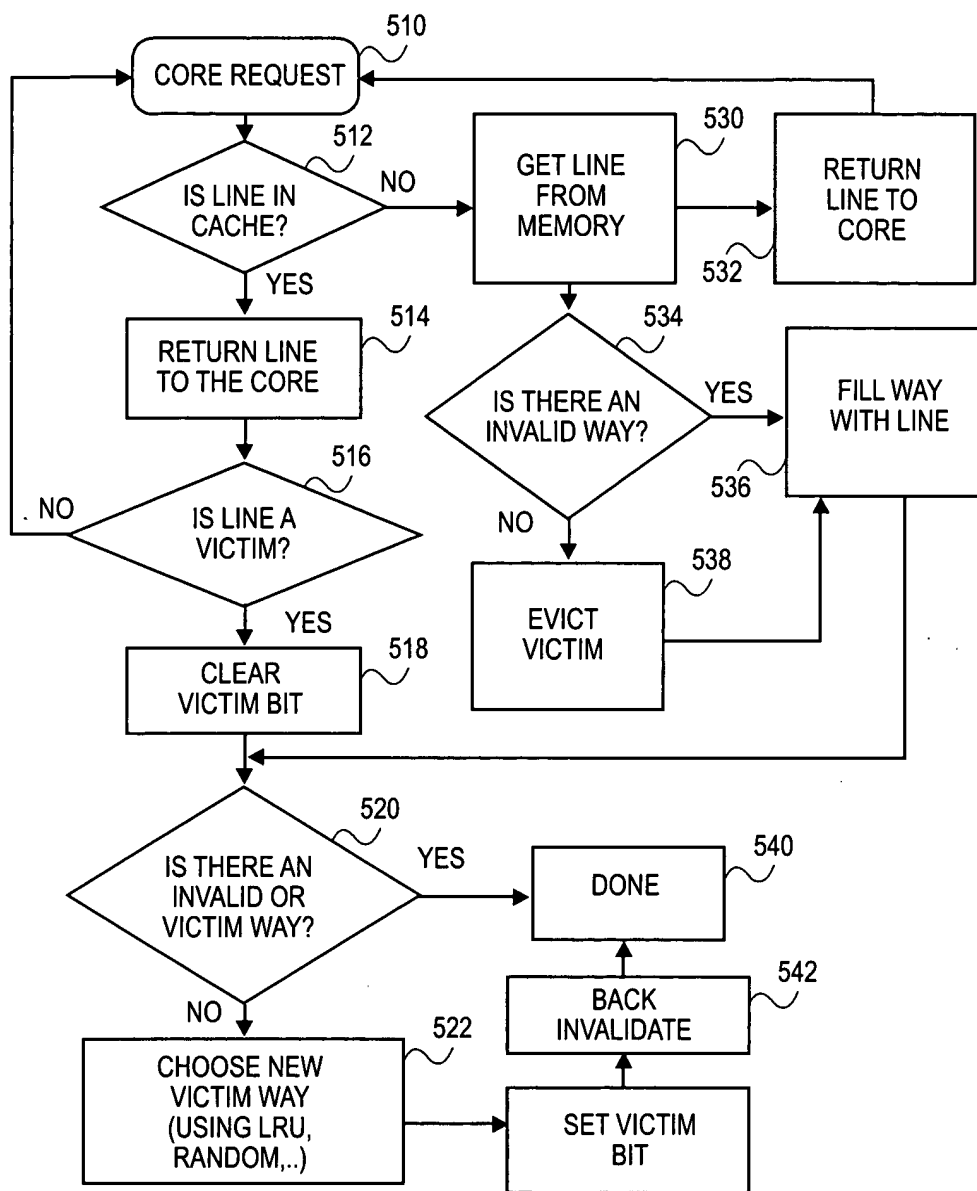 510
CORE REQUEST
512
IS LINE IN
CACHE?
NO
YES
530
GET LINE
FROM
MEMORY
RETURN
LINE TO
CORE
532
514
RETURN LINE
TO THE CORE
534
IS THERE AN
INVALID WAY?
YES
NO
FILL WAY
WITH LINE
536
516
IS LINE A
VICTIM?
NO
YES
538
EVICT
VICTIM
518
CLEAR
VICTIM BIT
520
IS THERE AN
INVALID OR
VICTIM WAY?
YES
NO
540
DONE
542
BACK
INVALIDATE
522
CHOOSE NEW
VICTIM WAY
(USING LRU,
RANDOM,..)
SET VICTIM
BIT